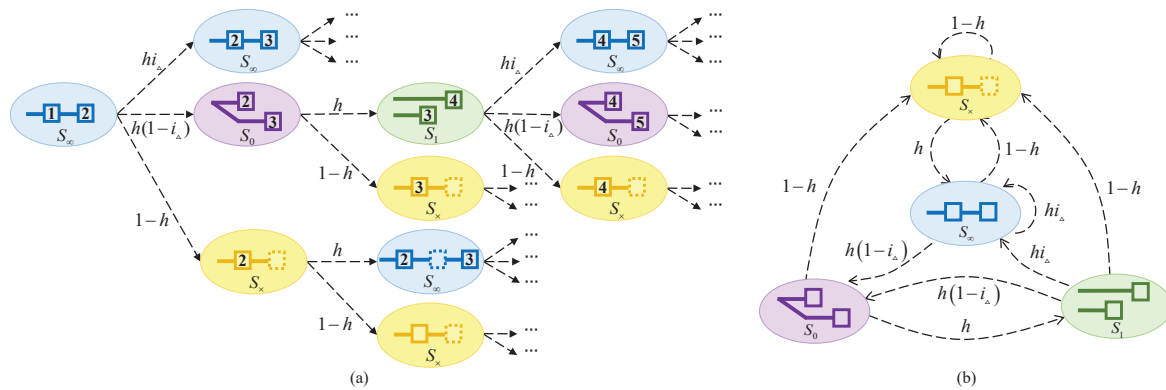 2 3
S∞
...
...
...
4 5
S∞
...
...
...
hi△
hi△
1 2
S∞
h(1−i△)
2
3
S0
h
4
3
S1
h(1−i△)
4
5
S0
...
...
1−h
1−h
1−h
3
S×
...
...
4
S×
...
...
2
S×
h
2 3
S∞
...
...
...
1−h
S×
...
...
(a)
1−h
S×
h
1−h
1−h
1−h
S∞
hi△
h(1−i△)
hi△
h(1−i△)
S0
h
S1
(b)